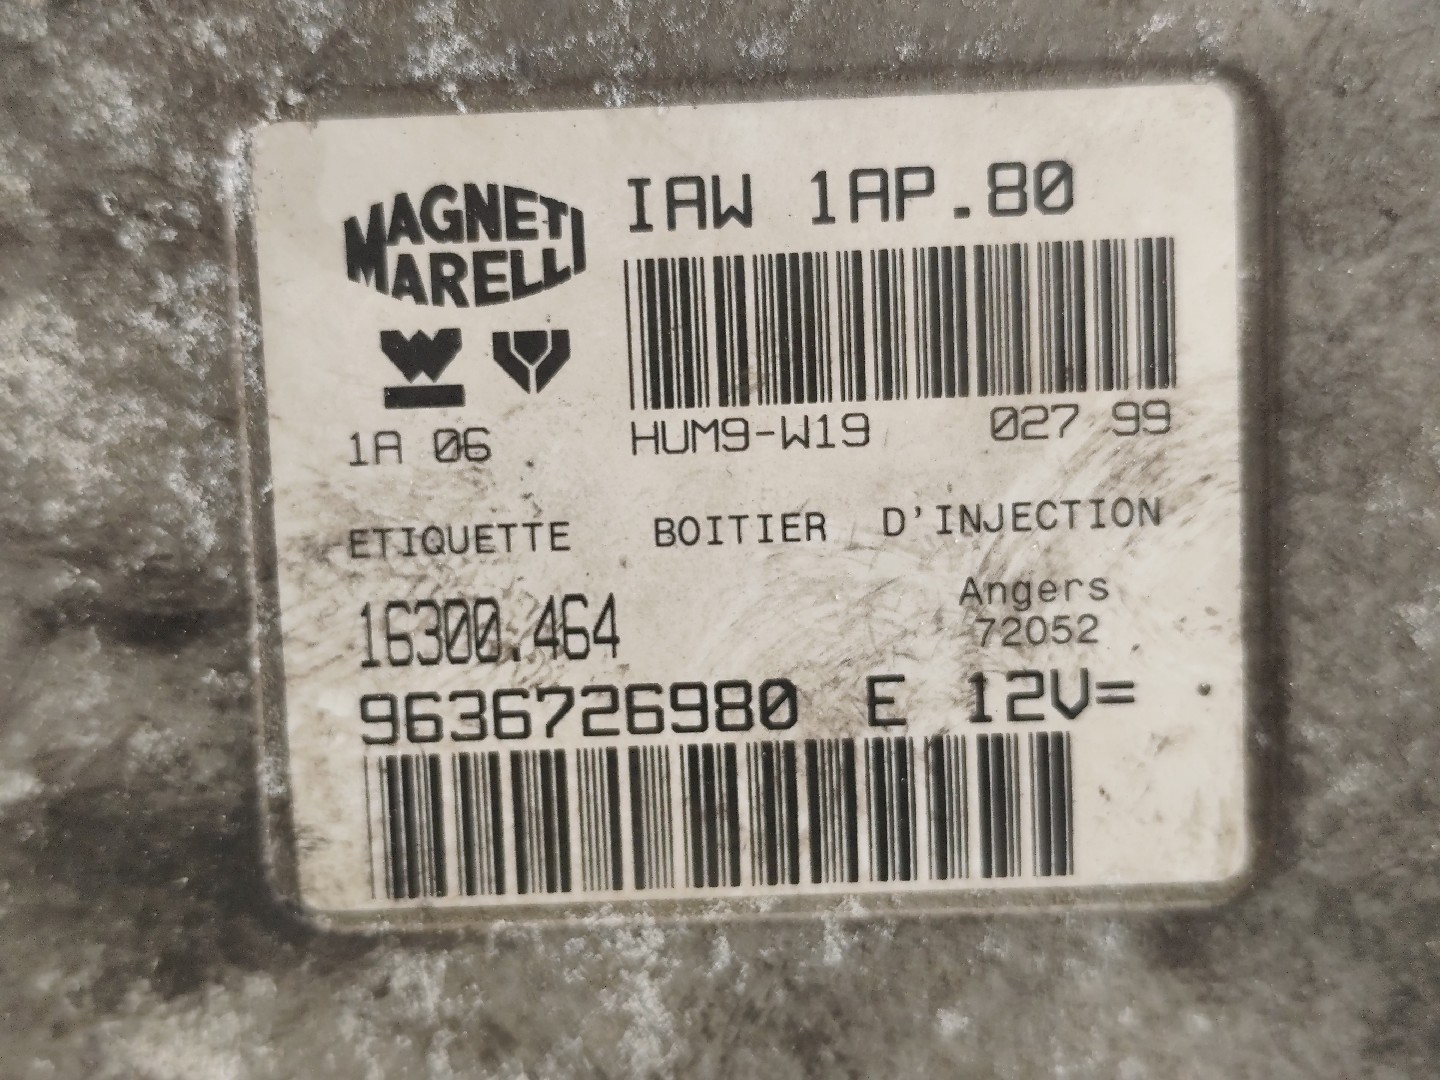 IAW 1AP.80
MAGNETI
MARELLI
1A 06
HUM9-W19 027 99
ETIQUETTE BOITIER D'INJECTION
Angers
72052
16300.464
9636726980 E 12V=